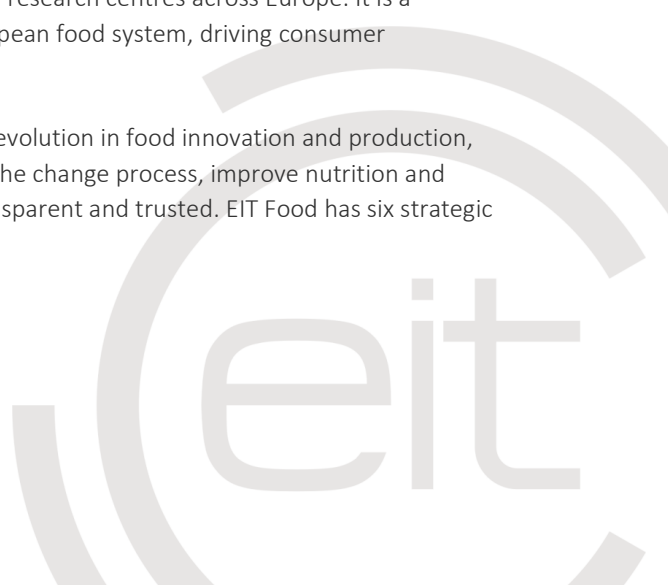 research centres across Europe. It is a
pean food system, driving consumer
evolution in food innovation and production,
he change process, improve nutrition and
sparent and trusted. EIT Food has six strategic
eit